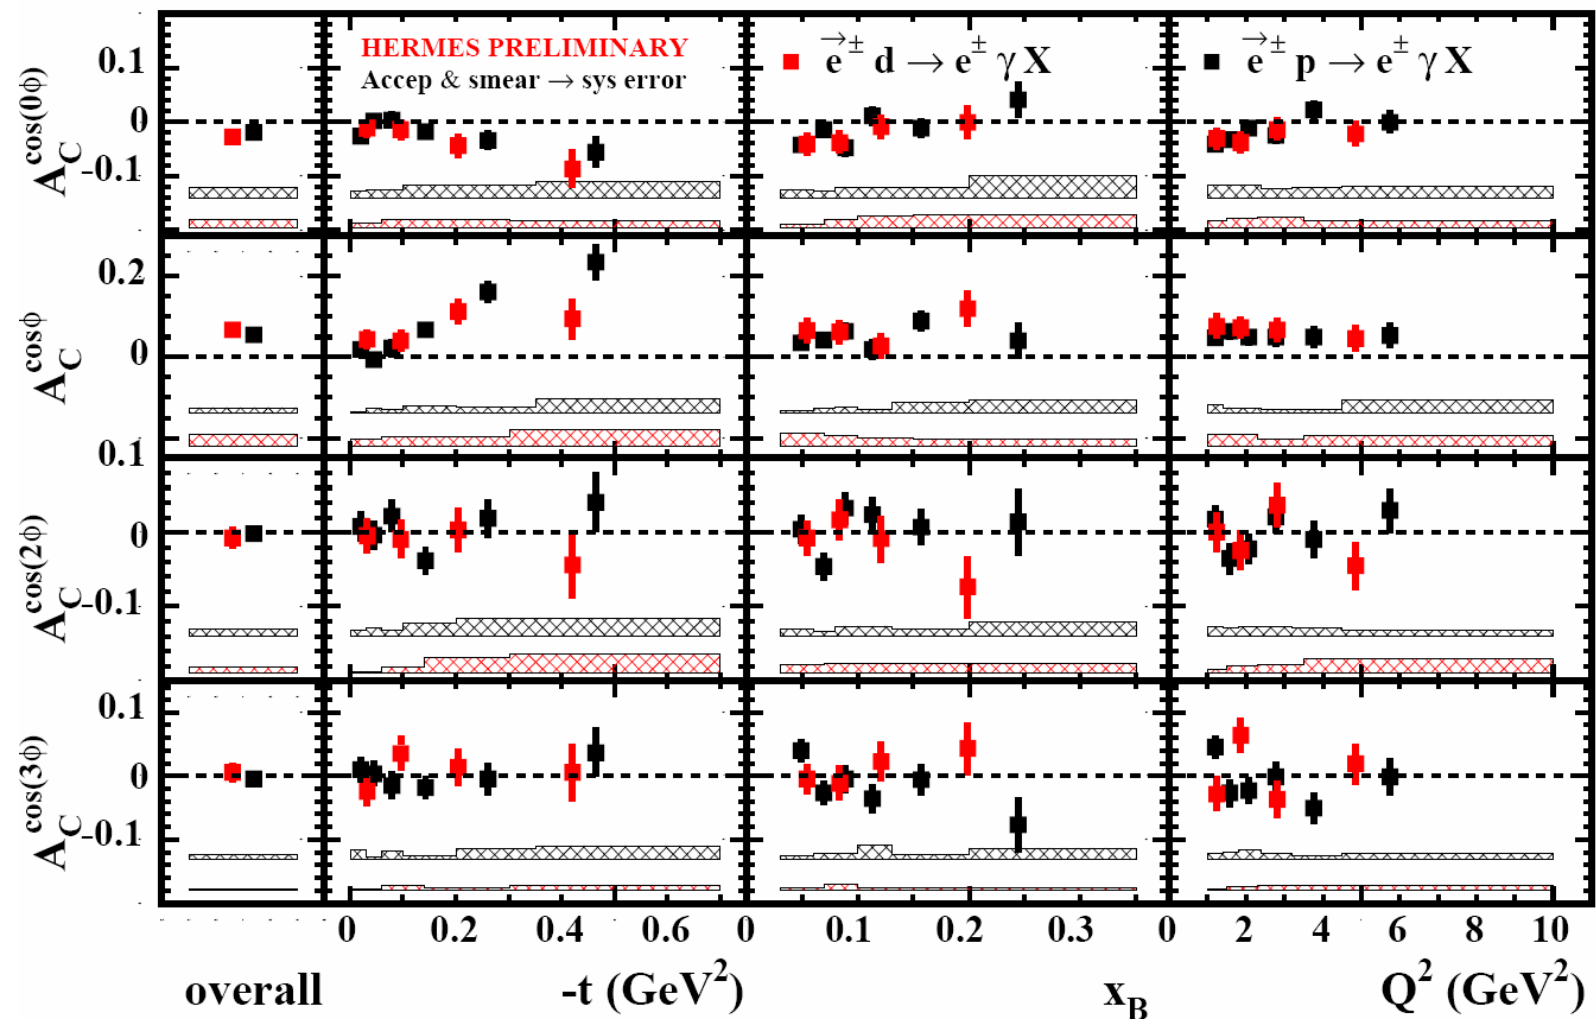 HERMES PRELIMINARY
Accep & smear → sys error
e⃗± d → e± γ X
e⃗± p → e± γ X
A_C^cos(0φ)
0.1
0
-0.1
A_C^cosφ
0.2
0
A_C^cos(2φ)
0.1
0
-0.1
A_C^cos(3φ)
0.1
0
-0.1
0 0.2 0.4 0.6 0 0.1 0.2 0.3 0 2 4 6 8 10
overall -t (GeV²) x_B Q² (GeV²)